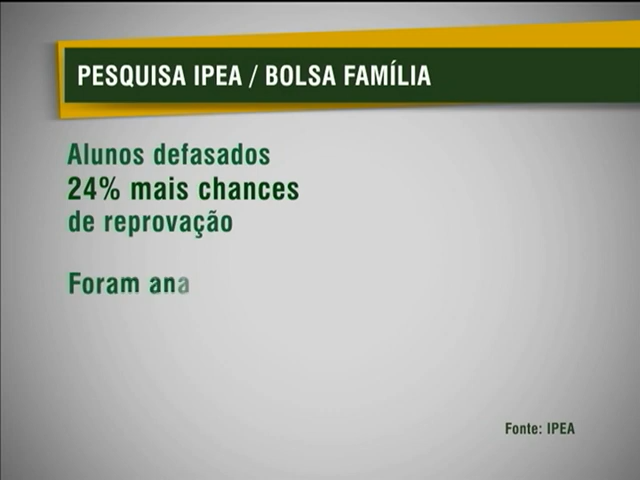 PESQUISA IPEA / BOLSA FAMÍLIA
Alunos defasados
24% mais chances
de reprovação
Foram ana
Fonte: IPEA